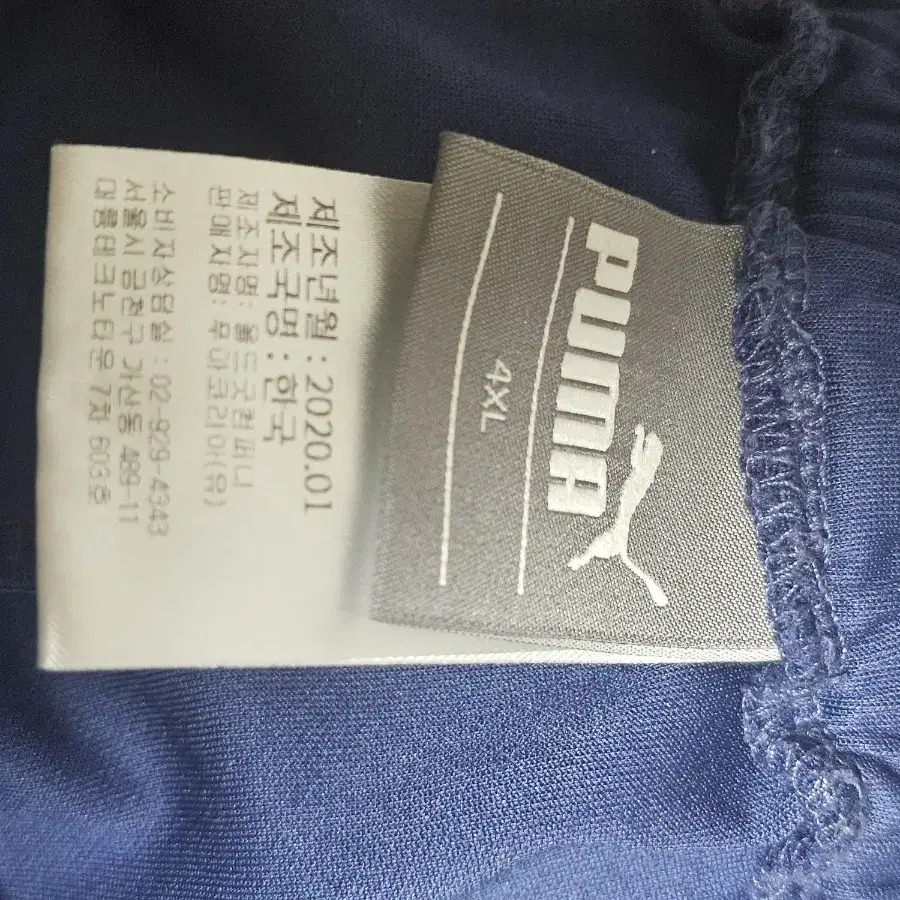 PUMA
4XL
제조년월 : 2020.01
제조국명 : 한국
제조자명: 월드굿컴퍼니
판매자명: 푸마코리아(유)
소비자상담실 : 02-929-4343
서울시 금천구 가산동 489-11
대륭테크노타운 7차 603호